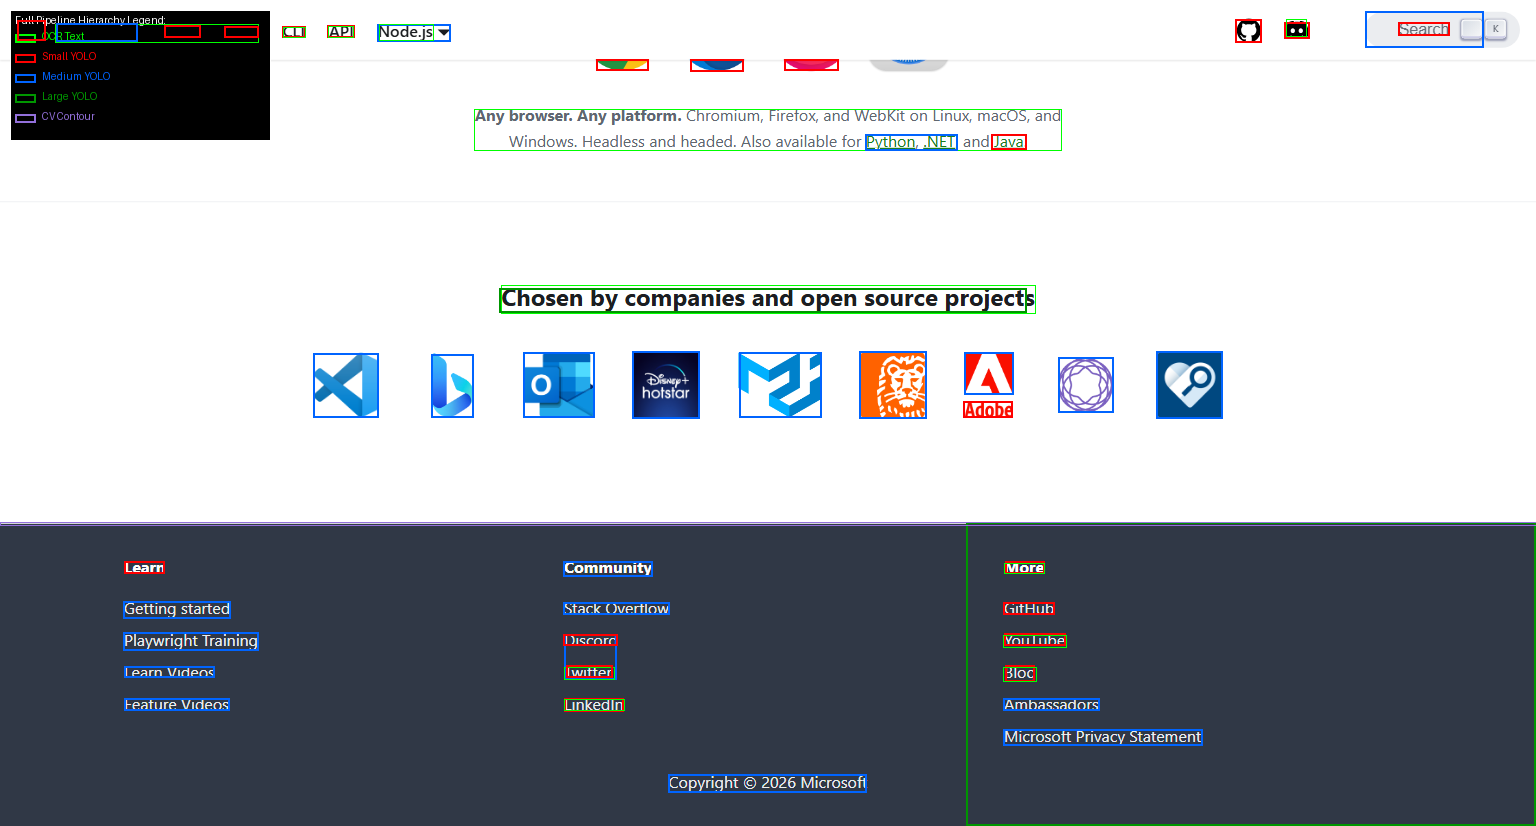 Full Pipeline Hierarchy Legend:
OCR Text
Small YOLO
Medium YOLO
Large YOLO
CV Contour
CLI
API
Node.js
Search
K
Any browser. Any platform. Chromium, Firefox, and WebKit on Linux, macOS, and
Windows. Headless and headed. Also available for Python, .NET, and Java.
Chosen by companies and open source projects
Disney+
hotstar
Adobe
Learn
Getting started
Playwright Training
Learn Videos
Feature Videos
Community
Stack Overflow
Discord
Twitter
LinkedIn
More
GitHub
YouTube
Blog
Ambassadors
Microsoft Privacy Statement
Copyright © 2026 Microsoft